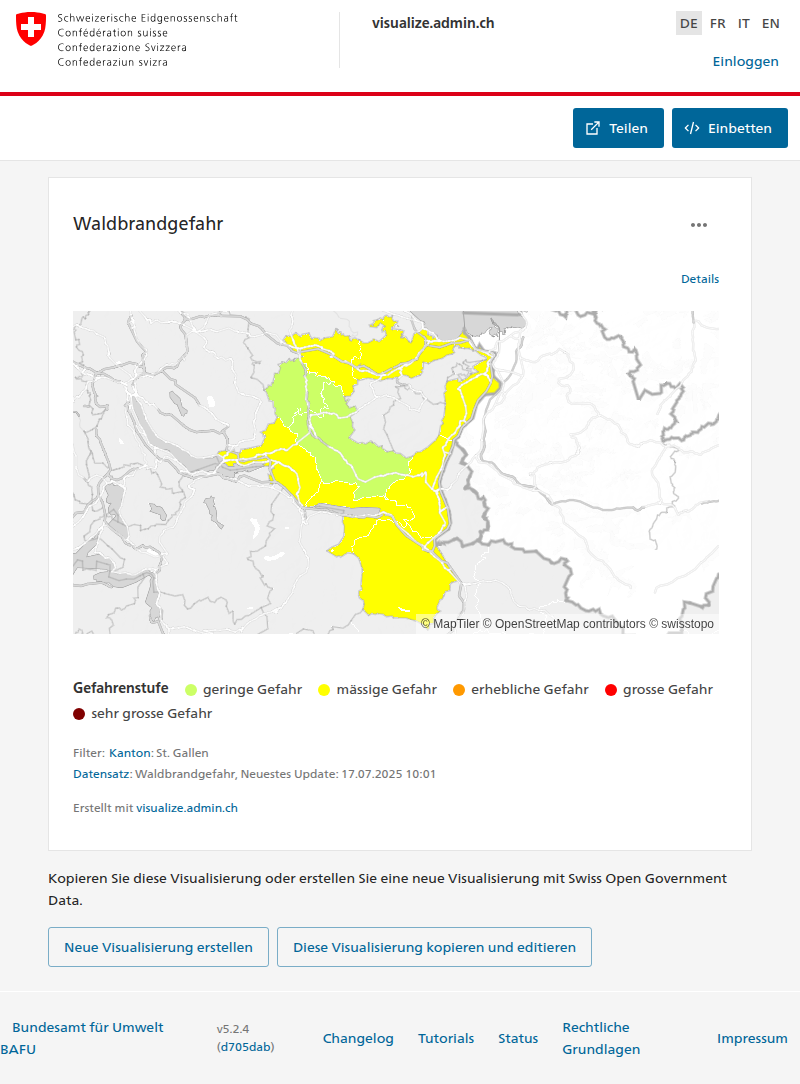 Schweizerische Eidgenossenschaft
Confédération suisse
Confederazione Svizzera
Confederaziun svizra
visualize.admin.ch
DE FR IT EN
Einloggen
Teilen
Einbetten
Waldbrandgefahr
Details
© MapTiler © OpenStreetMap contributors © swisstopo
Gefahrenstufe geringe Gefahr mässige Gefahr erhebliche Gefahr grosse Gefahr
sehr grosse Gefahr
Filter: Kanton: St. Gallen
Datensatz: Waldbrandgefahr, Neuestes Update: 17.07.2025 10:01
Erstellt mit visualize.admin.ch
Kopieren Sie diese Visualisierung oder erstellen Sie eine neue Visualisierung mit Swiss Open Government
Data.
Neue Visualisierung erstellen
Diese Visualisierung kopieren und editieren
Bundesamt für Umwelt
BAFU
v5.2.4
(d705dab)
Changelog
Tutorials
Status
Rechtliche
Grundlagen
Impressum